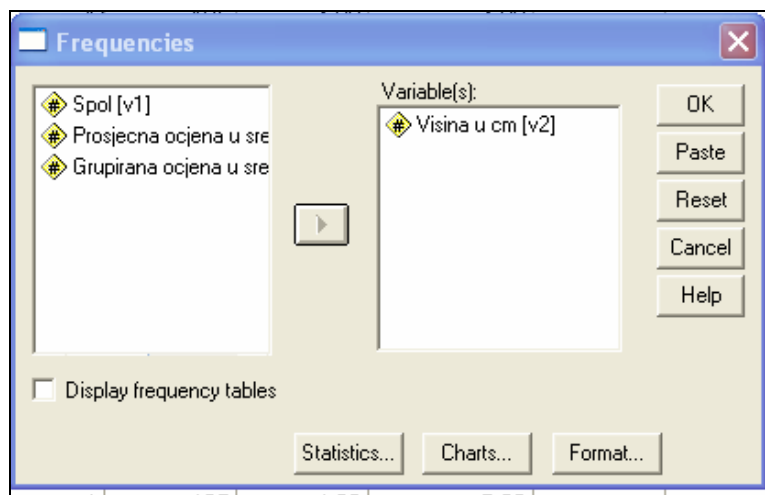 Frequencies
Spol [v1]
Prosjecna ocjena u sre
Grupirana ocjena u sre
Variable(s):
Visina u cm [v2]
OK
Paste
Reset
Cancel
Help
Display frequency tables
Statistics...
Charts...
Format...